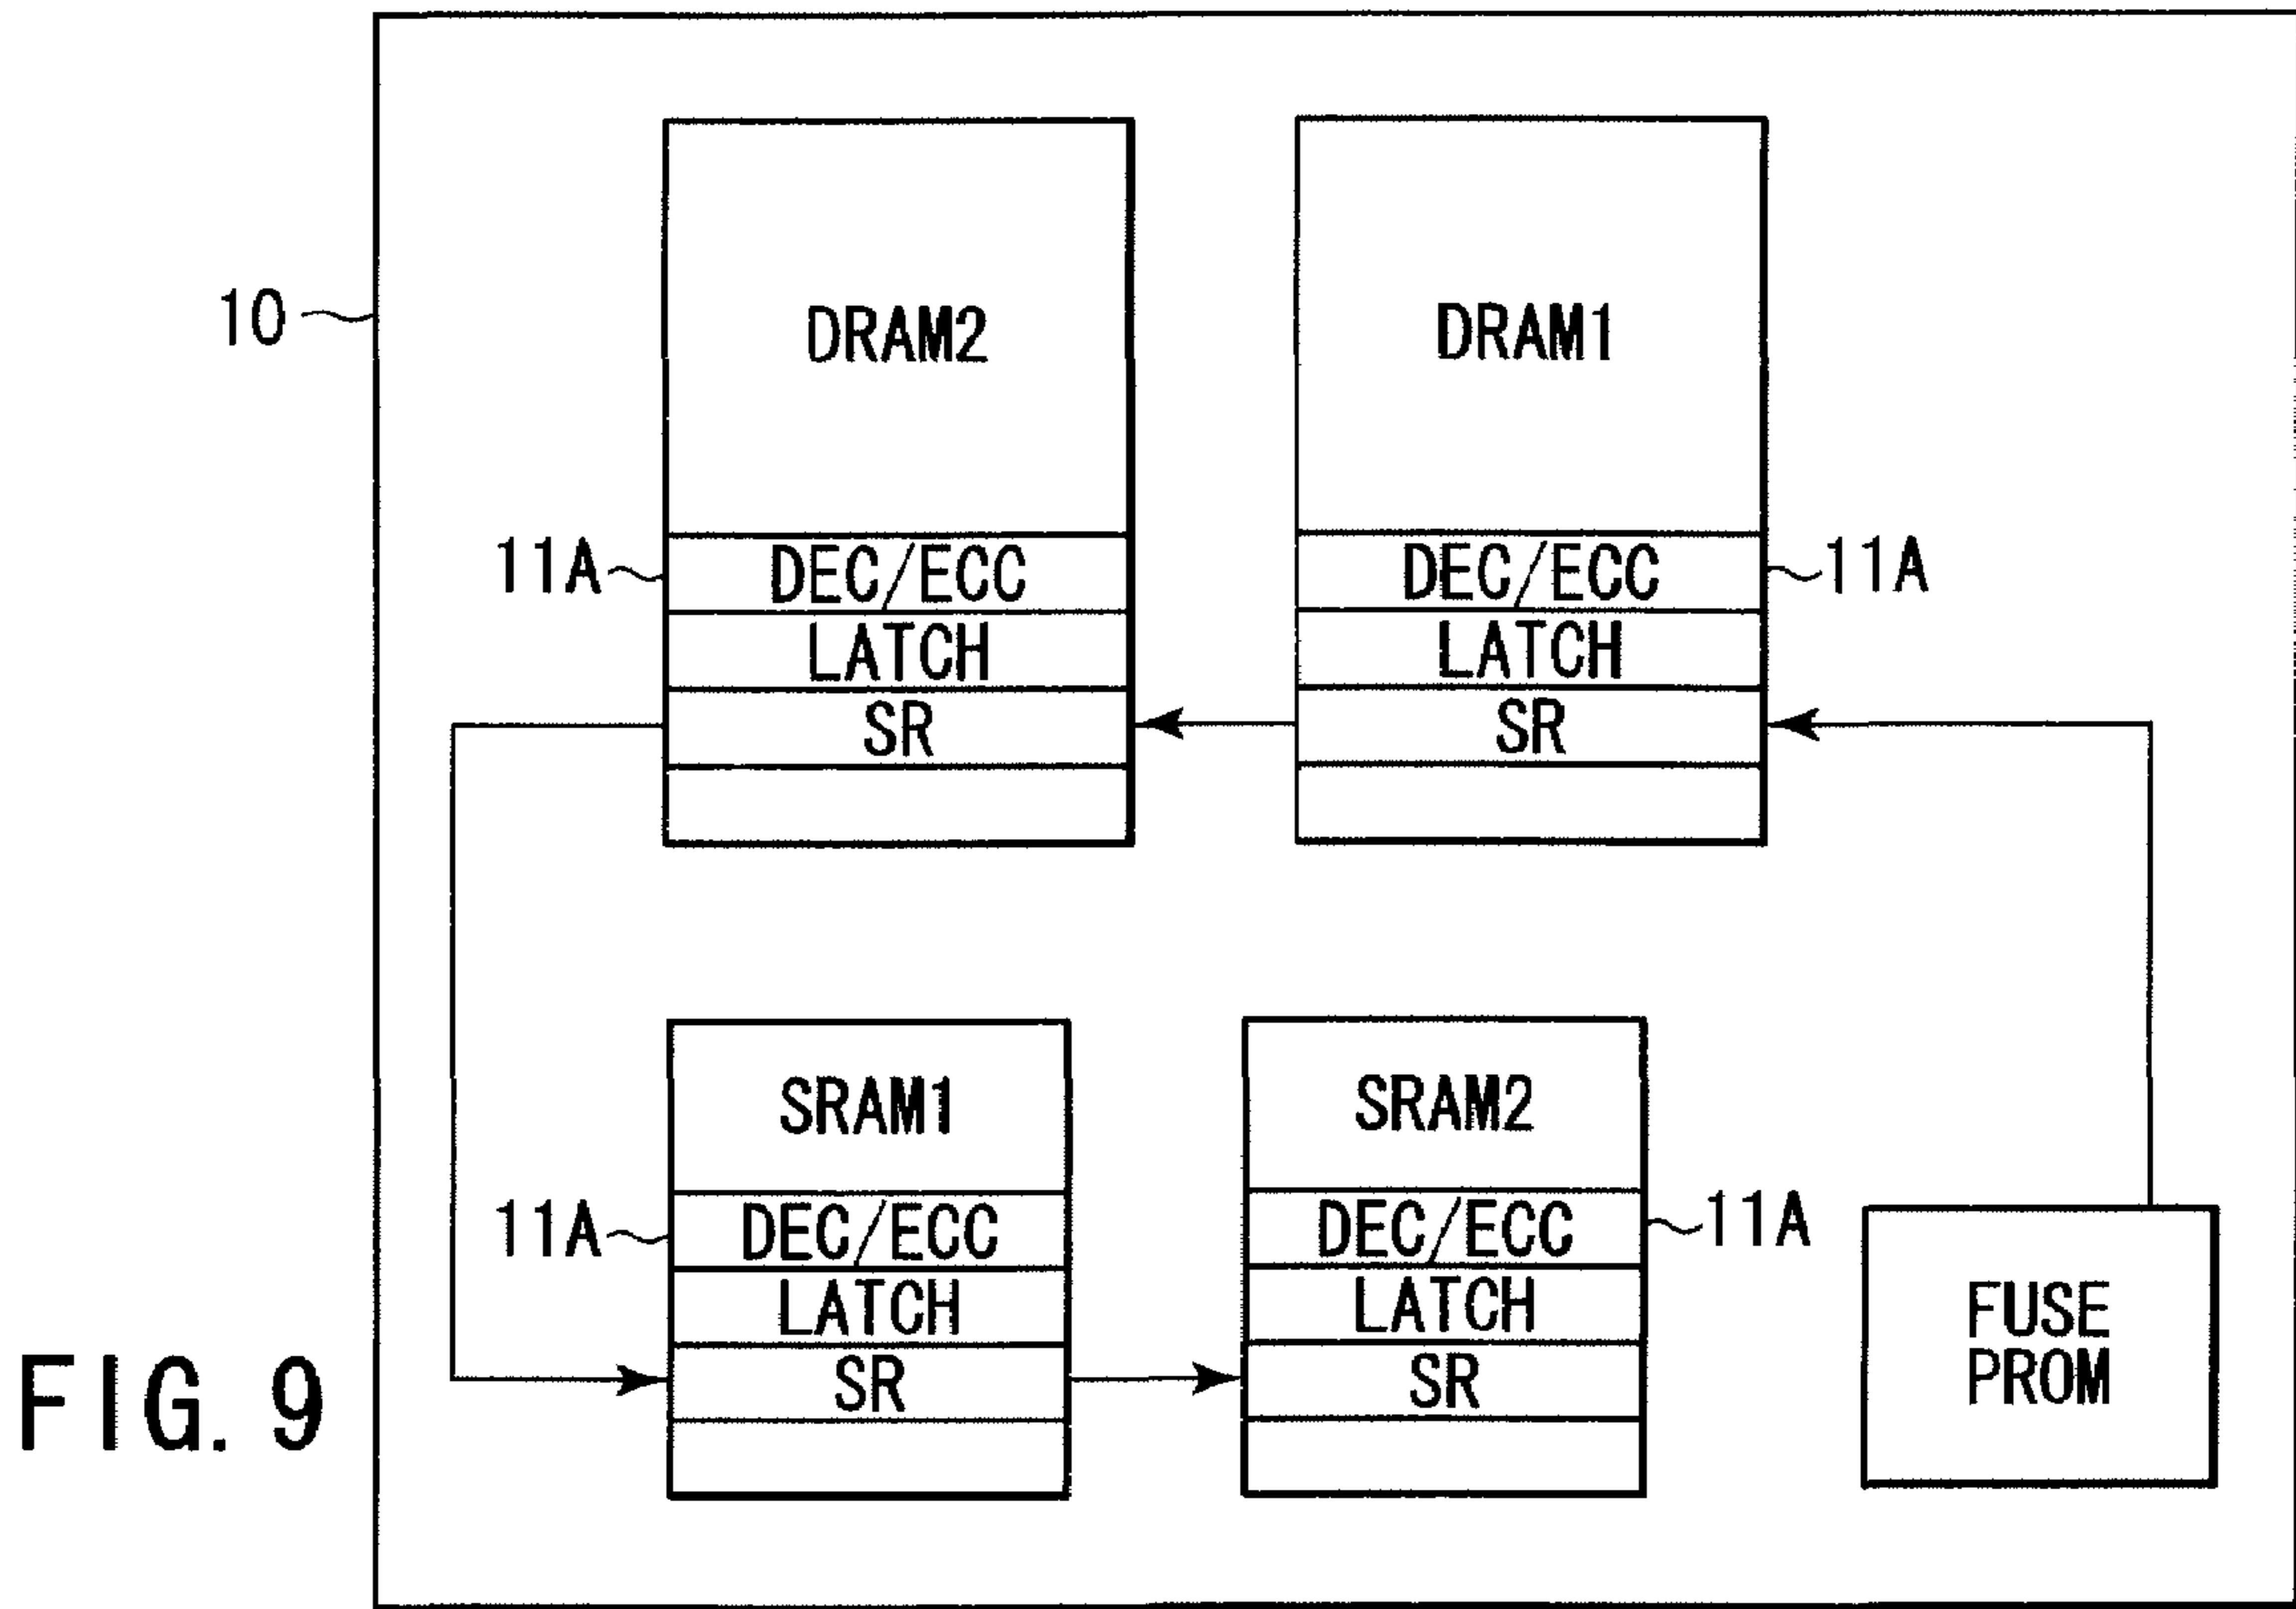 10
DRAM2
DRAM1
11A
DEC/ECC
DEC/ECC
11A
LATCH
LATCH
SR
SR
SRAM1
SRAM2
11A
DEC/ECC
DEC/ECC
11A
LATCH
LATCH
SR
SR
FUSE
PROM
FIG. 9